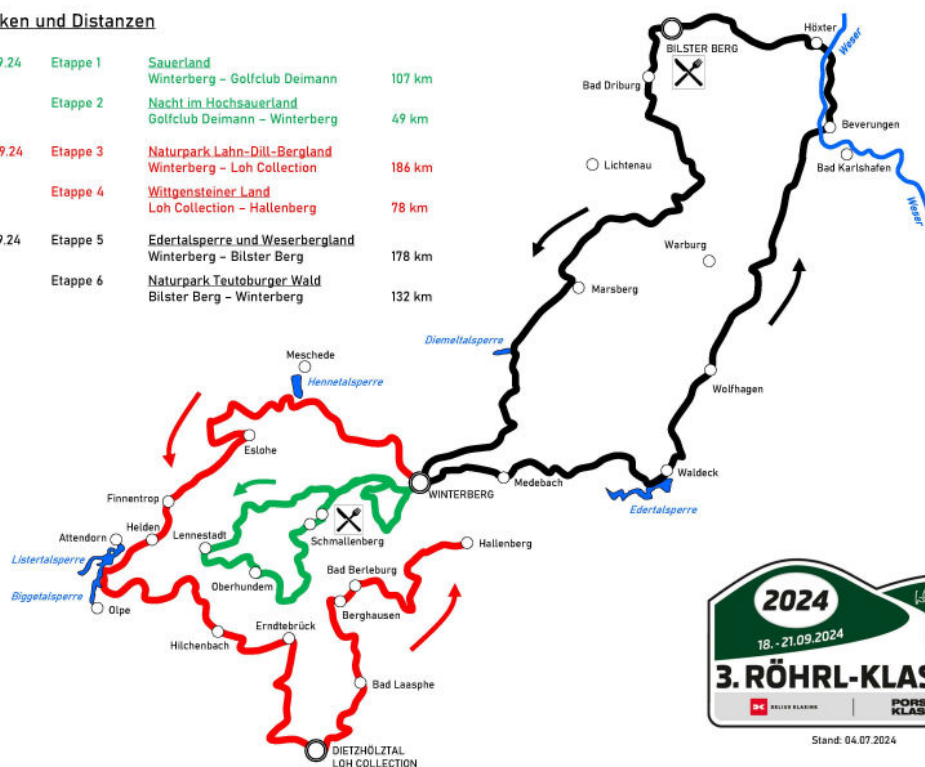 ken und Distanzen
9.24 Etappe 1 Sauerland
Winterberg – Golfclub Deimann 107 km
Etappe 2 Nacht im Hochsauerland
Golfclub Deimann – Winterberg 49 km
9.24 Etappe 3 Naturpark Lahn-Dill-Bergland
Winterberg – Loh Collection 186 km
Etappe 4 Wittgensteiner Land
Loh Collection – Hallenberg 78 km
9.24 Etappe 5 Edertalsperre und Weserbergland
Winterberg – Bilster Berg 178 km
Etappe 6 Naturpark Teutoburger Wald
Bilster Berg – Winterberg 132 km
Höxter
Weser
BILSTER BERG
Bad Driburg
Beverungen
Lichtenau
Bad Karlshafen
Weser
Warburg
Marsberg
Diemeltalsperre
Meschede
Hennetalsperre
Wolfhagen
Eslohe
Waldeck
Medebach
WINTERBERG
Edertalsperre
Finnentrop
Helden
Attendorn
Lennestadt
Schmallenberg
Hallenberg
Listertalsperre
Biggetalsperre
Oberhundem
Bad Berleburg
Olpe
Berghausen
Hilchenbach
Erndtebrück
Bad Laasphe
DIETZHÖLZTAL
LOH COLLECTION
2024
18. - 21.09.2024
3. RÖHRL-KLAS
DELIUS KLASING
PORS
KLAS
Stand: 04.07.2024